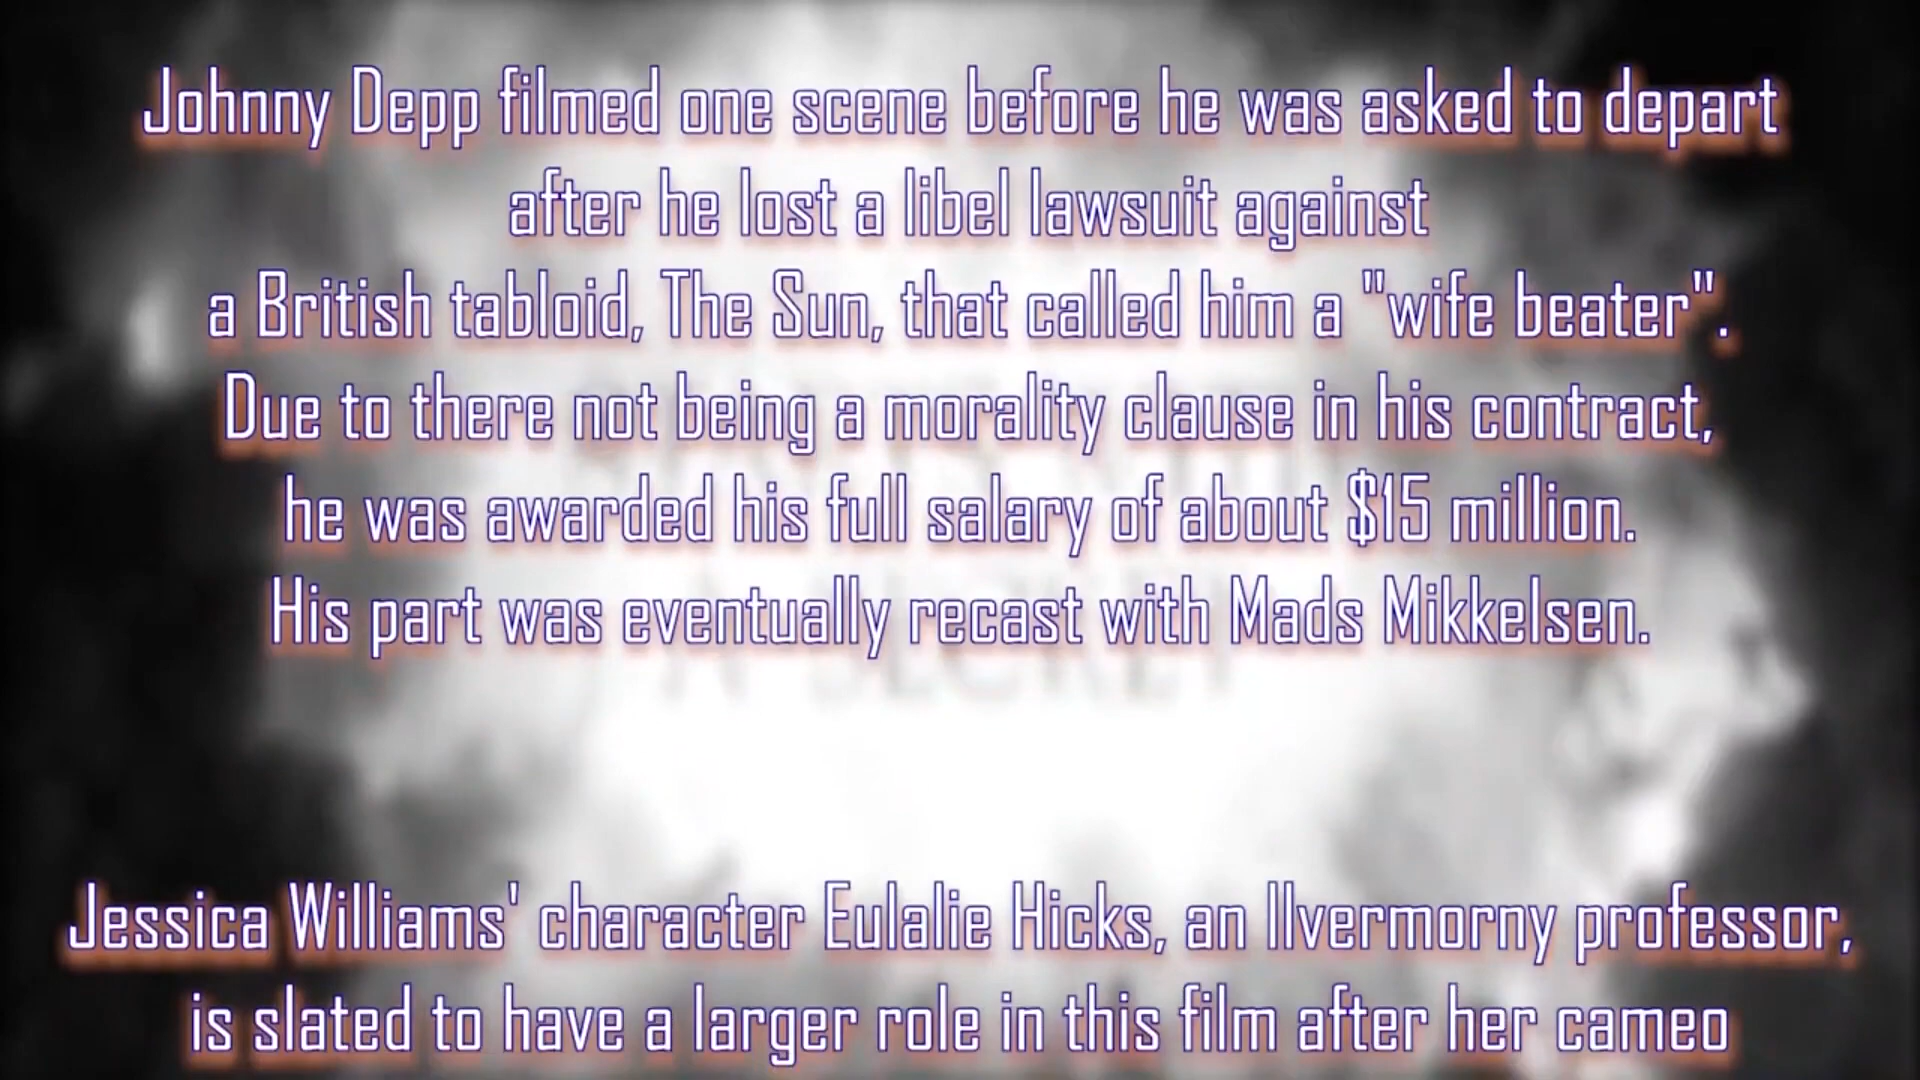 Johnny Depp filmed one scene before he was asked to depart
after he lost a libel lawsuit against
a British tabloid, The Sun, that called him a "wife beater".
Due to there not being a morality clause in his contract,
he was awarded his full salary of about $15 million.
His part was eventually recast with Mads Mikkelsen.
A SECRET
Jessica Williams' character Eulalie Hicks, an Ilvermorny professor,
is slated to have a larger role in this film after her cameo